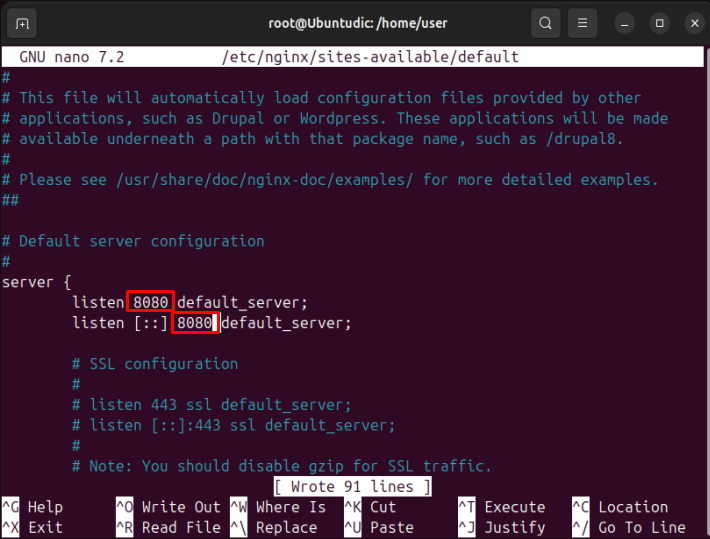 root@Ubuntudic: /home/user
GNU nano 7.2 /etc/nginx/sites-available/default
#
# This file will automatically load configuration files provided by other
# applications, such as Drupal or Wordpress. These applications will be made
# available underneath a path with that package name, such as /drupal8.
#
# Please see /usr/share/doc/nginx-doc/examples/ for more detailed examples.
##
# Default server configuration
#
server {
listen 8080 default_server;
listen [::] 8080 default_server;
# SSL configuration
#
# listen 443 ssl default_server;
# listen [::]:443 ssl default_server;
#
# Note: You should disable gzip for SSL traffic.
[ Wrote 91 lines ]
^G Help ^O Write Out ^W Where Is ^K Cut ^T Execute ^C Location
^X Exit ^R Read File ^\ Replace ^U Paste ^J Justify ^/ Go To Line